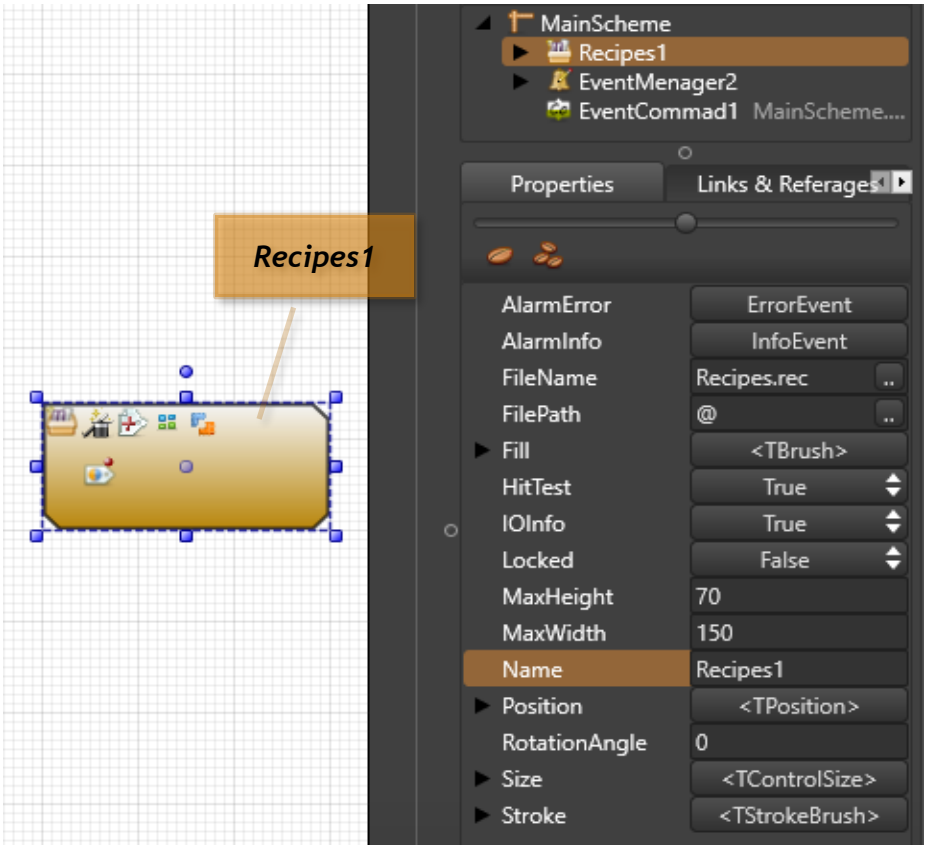 MainScheme
Recipes1
EventMenager2
EventCommad1 MainScheme....
Properties Links & Referages
Recipes1
AlarmError ErrorEvent
AlarmInfo InfoEvent
FileName Recipes.rec ..
FilePath @ ..
Fill <TBrush>
HitTest True
IOInfo True
Locked False
MaxHeight 70
MaxWidth 150
Name Recipes1
Position <TPosition>
RotationAngle 0
Size <TControlSize>
Stroke <TStrokeBrush>